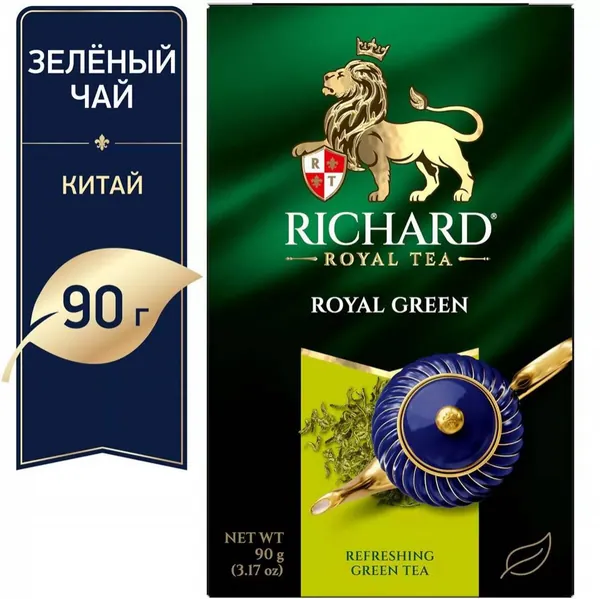 ЗЕЛЁНЫЙ
ЧАЙ
КИТАЙ
90 г
R T
RICHARD®
ROYAL TEA
ROYAL GREEN
NET WT
90 g
(3.17 oz)
REFRESHING
GREEN TEA